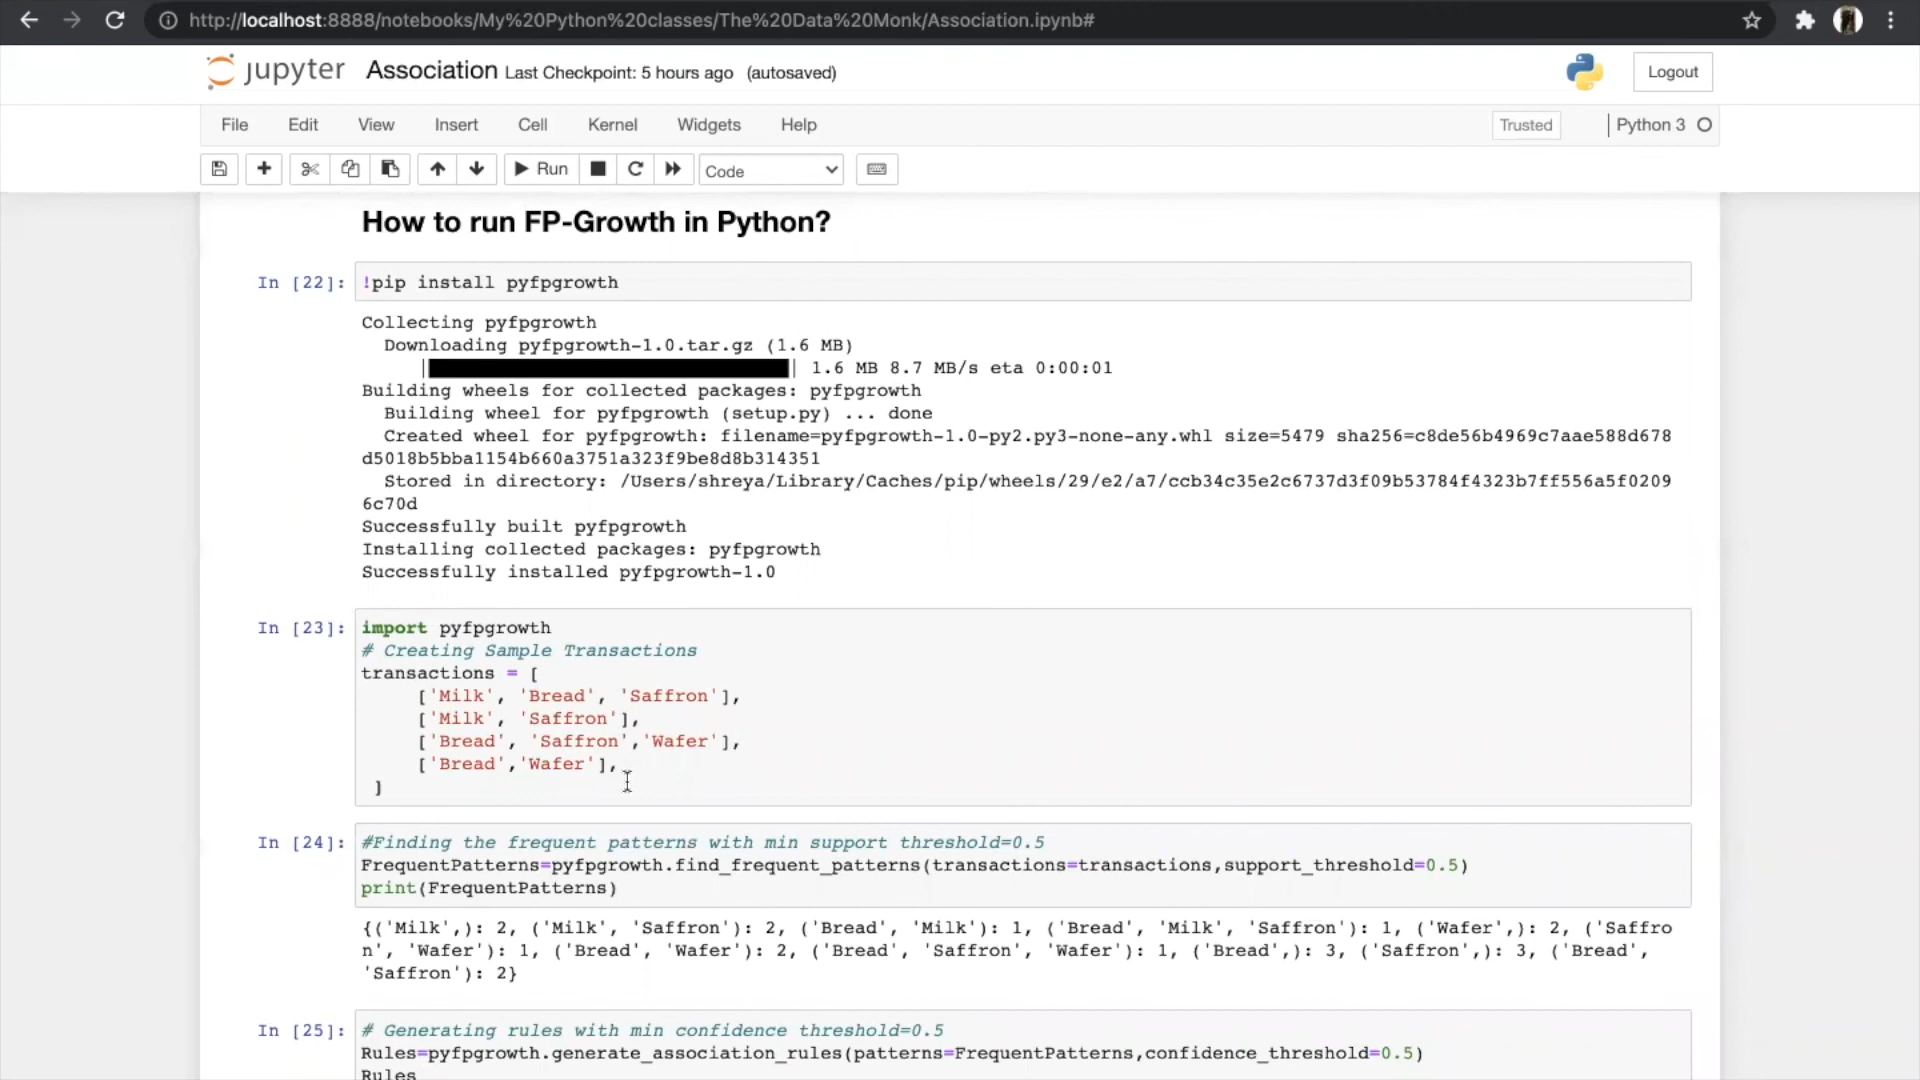 http://localhost:8888/notebooks/My%20Python%20classes/The%20Data%20Monk/Association.ipynb#
jupyter Association Last Checkpoint: 5 hours ago (autosaved) Logout
File Edit View Insert Cell Kernel Widgets Help Trusted Python 3
Run Code
How to run FP-Growth in Python?
In [22]: !pip install pyfpgrowth
Collecting pyfpgrowth
Downloading pyfpgrowth-1.0.tar.gz (1.6 MB)
| | 1.6 MB 8.7 MB/s eta 0:00:01
Building wheels for collected packages: pyfpgrowth
Building wheel for pyfpgrowth (setup.py) ... done
Created wheel for pyfpgrowth: filename=pyfpgrowth-1.0-py2.py3-none-any.whl size=5479 sha256=c8de56b4969c7aae588d678
d5018b5bba1154b660a3751a323f9be8d8b314351
Stored in directory: /Users/shreya/Library/Caches/pip/wheels/29/e2/a7/ccb34c35e2c6737d3f09b53784f4323b7ff556a5f0209
6c70d
Successfully built pyfpgrowth
Installing collected packages: pyfpgrowth
Successfully installed pyfpgrowth-1.0
In [23]: import pyfpgrowth
# Creating Sample Transactions
transactions = [
['Milk', 'Bread', 'Saffron'],
['Milk', 'Saffron'],
['Bread', 'Saffron','Wafer'],
['Bread','Wafer'],
]
In [24]: #Finding the frequent patterns with min support threshold=0.5
FrequentPatterns=pyfpgrowth.find_frequent_patterns(transactions=transactions,support_threshold=0.5)
print(FrequentPatterns)
{('Milk',): 2, ('Milk', 'Saffron'): 2, ('Bread', 'Milk'): 1, ('Bread', 'Milk', 'Saffron'): 1, ('Wafer',): 2, ('Saffro
n', 'Wafer'): 1, ('Bread', 'Wafer'): 2, ('Bread', 'Saffron', 'Wafer'): 1, ('Bread',): 3, ('Saffron',): 3, ('Bread',
'Saffron'): 2}
In [25]: # Generating rules with min confidence threshold=0.5
Rules=pyfpgrowth.generate_association_rules(patterns=FrequentPatterns,confidence_threshold=0.5)
Rules